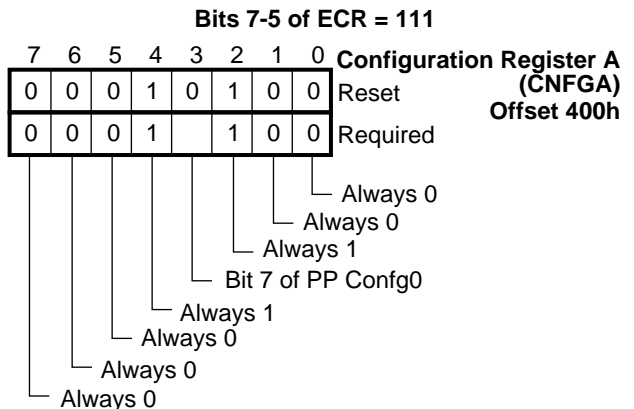 Bits 7-5 of ECR = 111
7 6 5 4 3 2 1 0 Configuration Register A
(CNFGA)
Offset 400h
0 0 0 1 0 1 0 0 Reset
0 0 0 1 1 0 0 Required
Always 0
Always 0
Always 1
Bit 7 of PP Confg0
Always 1
Always 0
Always 0
Always 0